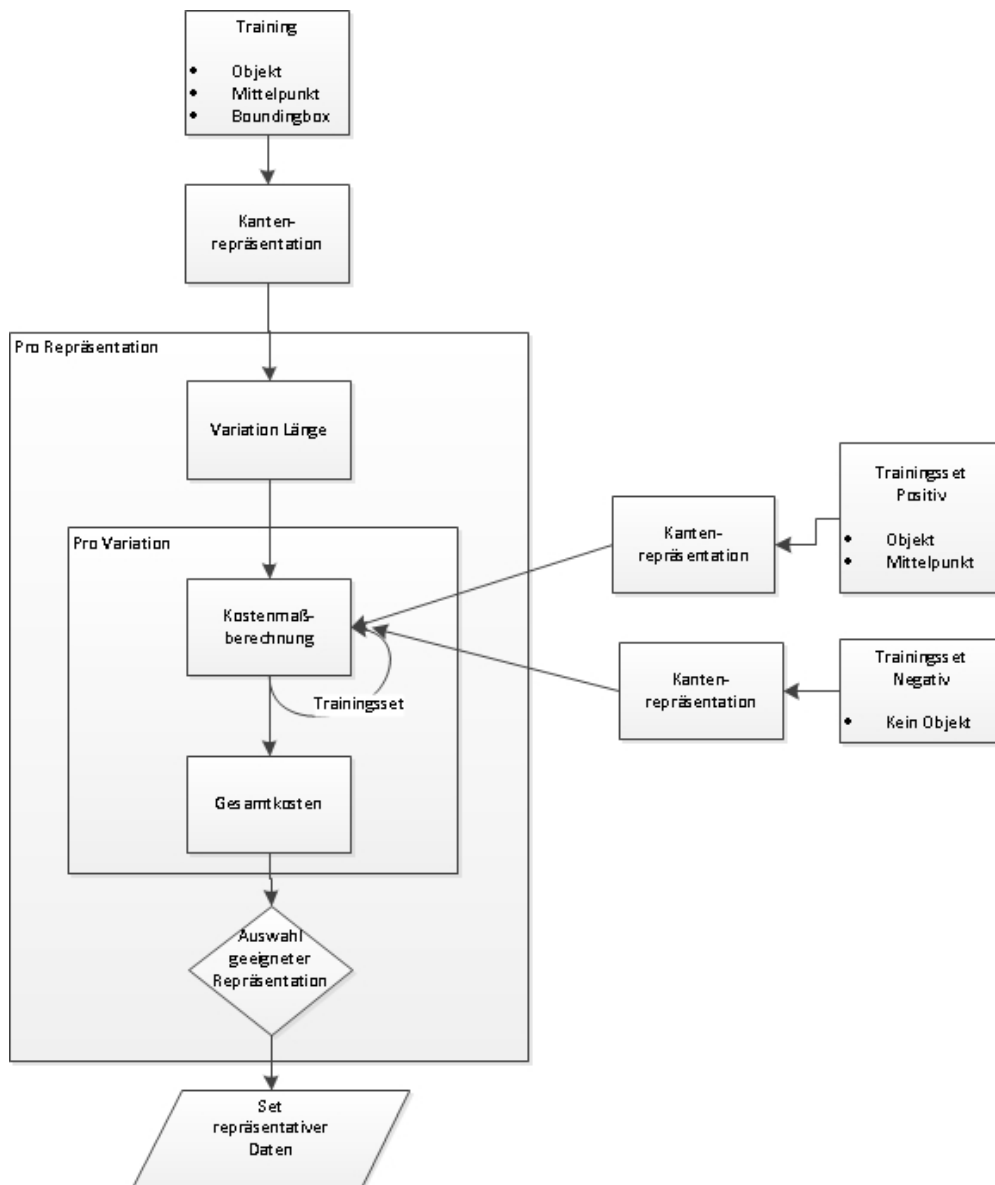 Training
• Objekt
• Mittelpunkt
• Boundingbox
Kanten-
repräsentation
Pro Repräsentation
Variation Länge
Pro Variation
Kostenmaß-
berechnung
Trainingsset
Gesamtkosten
Auswahl
geeigneter
Repräsentation
Set
repräsentativer
Daten
Kanten-
repräsentation
Trainingsset
Positiv
• Objekt
• Mittelpunkt
Kanten-
repräsentation
Trainingsset
Negativ
• Kein Objekt